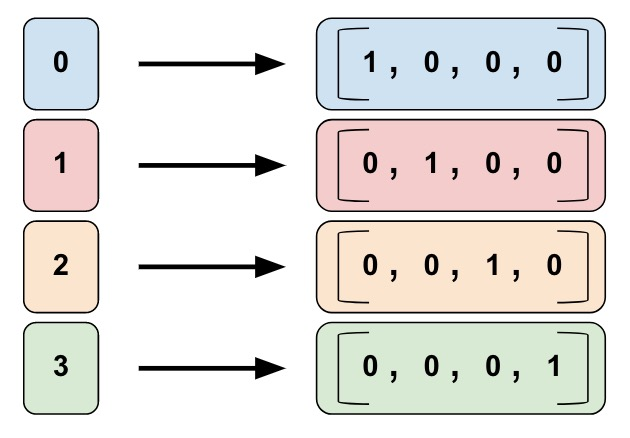 0 [1, 0, 0, 0]
1 [0, 1, 0, 0]
2 [0, 0, 1, 0]
3 [0, 0, 0, 1]